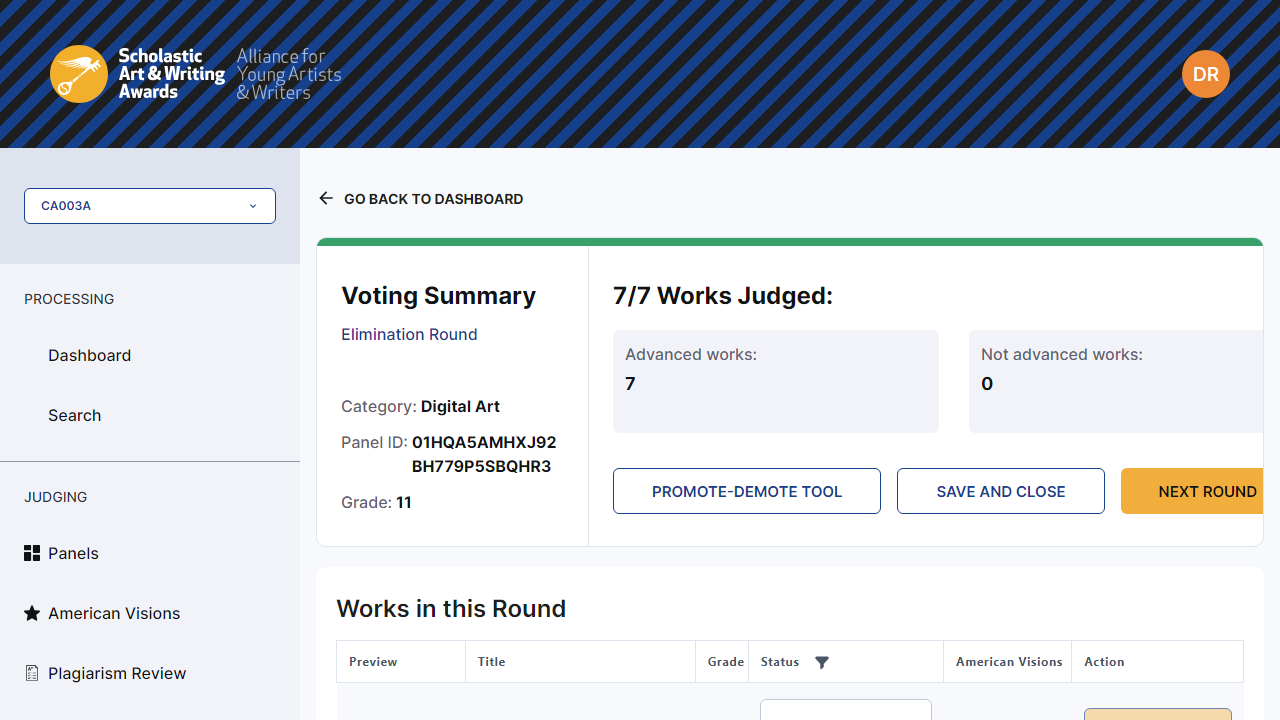 Scholastic
Art & Writing
Awards
Alliance for
Young Artists
& Writers
DR
CA003A
PROCESSING
Dashboard
Search
JUDGING
Panels
American Visions
Plagiarism Review
GO BACK TO DASHBOARD
Voting Summary
Elimination Round
Category: Digital Art
Panel ID: 01HQA5AMHXJ92
BH779P5SBQHR3
Grade: 11
7/7 Works Judged:
Advanced works:
7
Not advanced works:
0
PROMOTE-DEMOTE TOOL
SAVE AND CLOSE
NEXT ROUND
Works in this Round
Preview
Title
Grade
Status
American Visions
Action